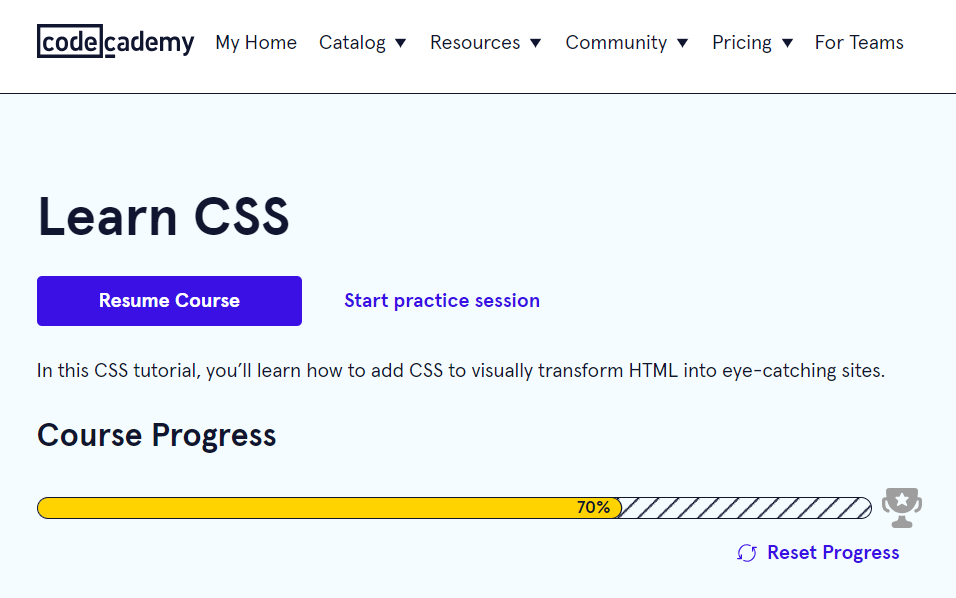 codecademy My Home Catalog Resources Community Pricing For Teams
Learn CSS
Resume Course Start practice session
In this CSS tutorial, you’ll learn how to add CSS to visually transform HTML into eye-catching sites.
Course Progress
70%
Reset Progress